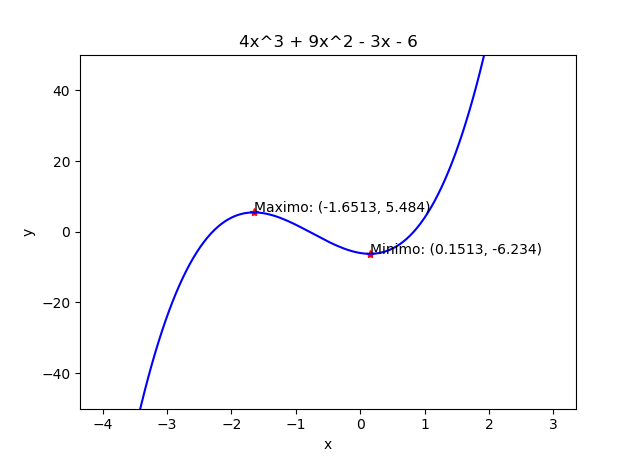 4x^3 + 9x^2 - 3x - 6
40
20
0
−20
−40
y
Maximo: (-1.6513, 5.484)
Minimo: (0.1513, -6.234)
−4 −3 −2 −1 0 1 2 3
x